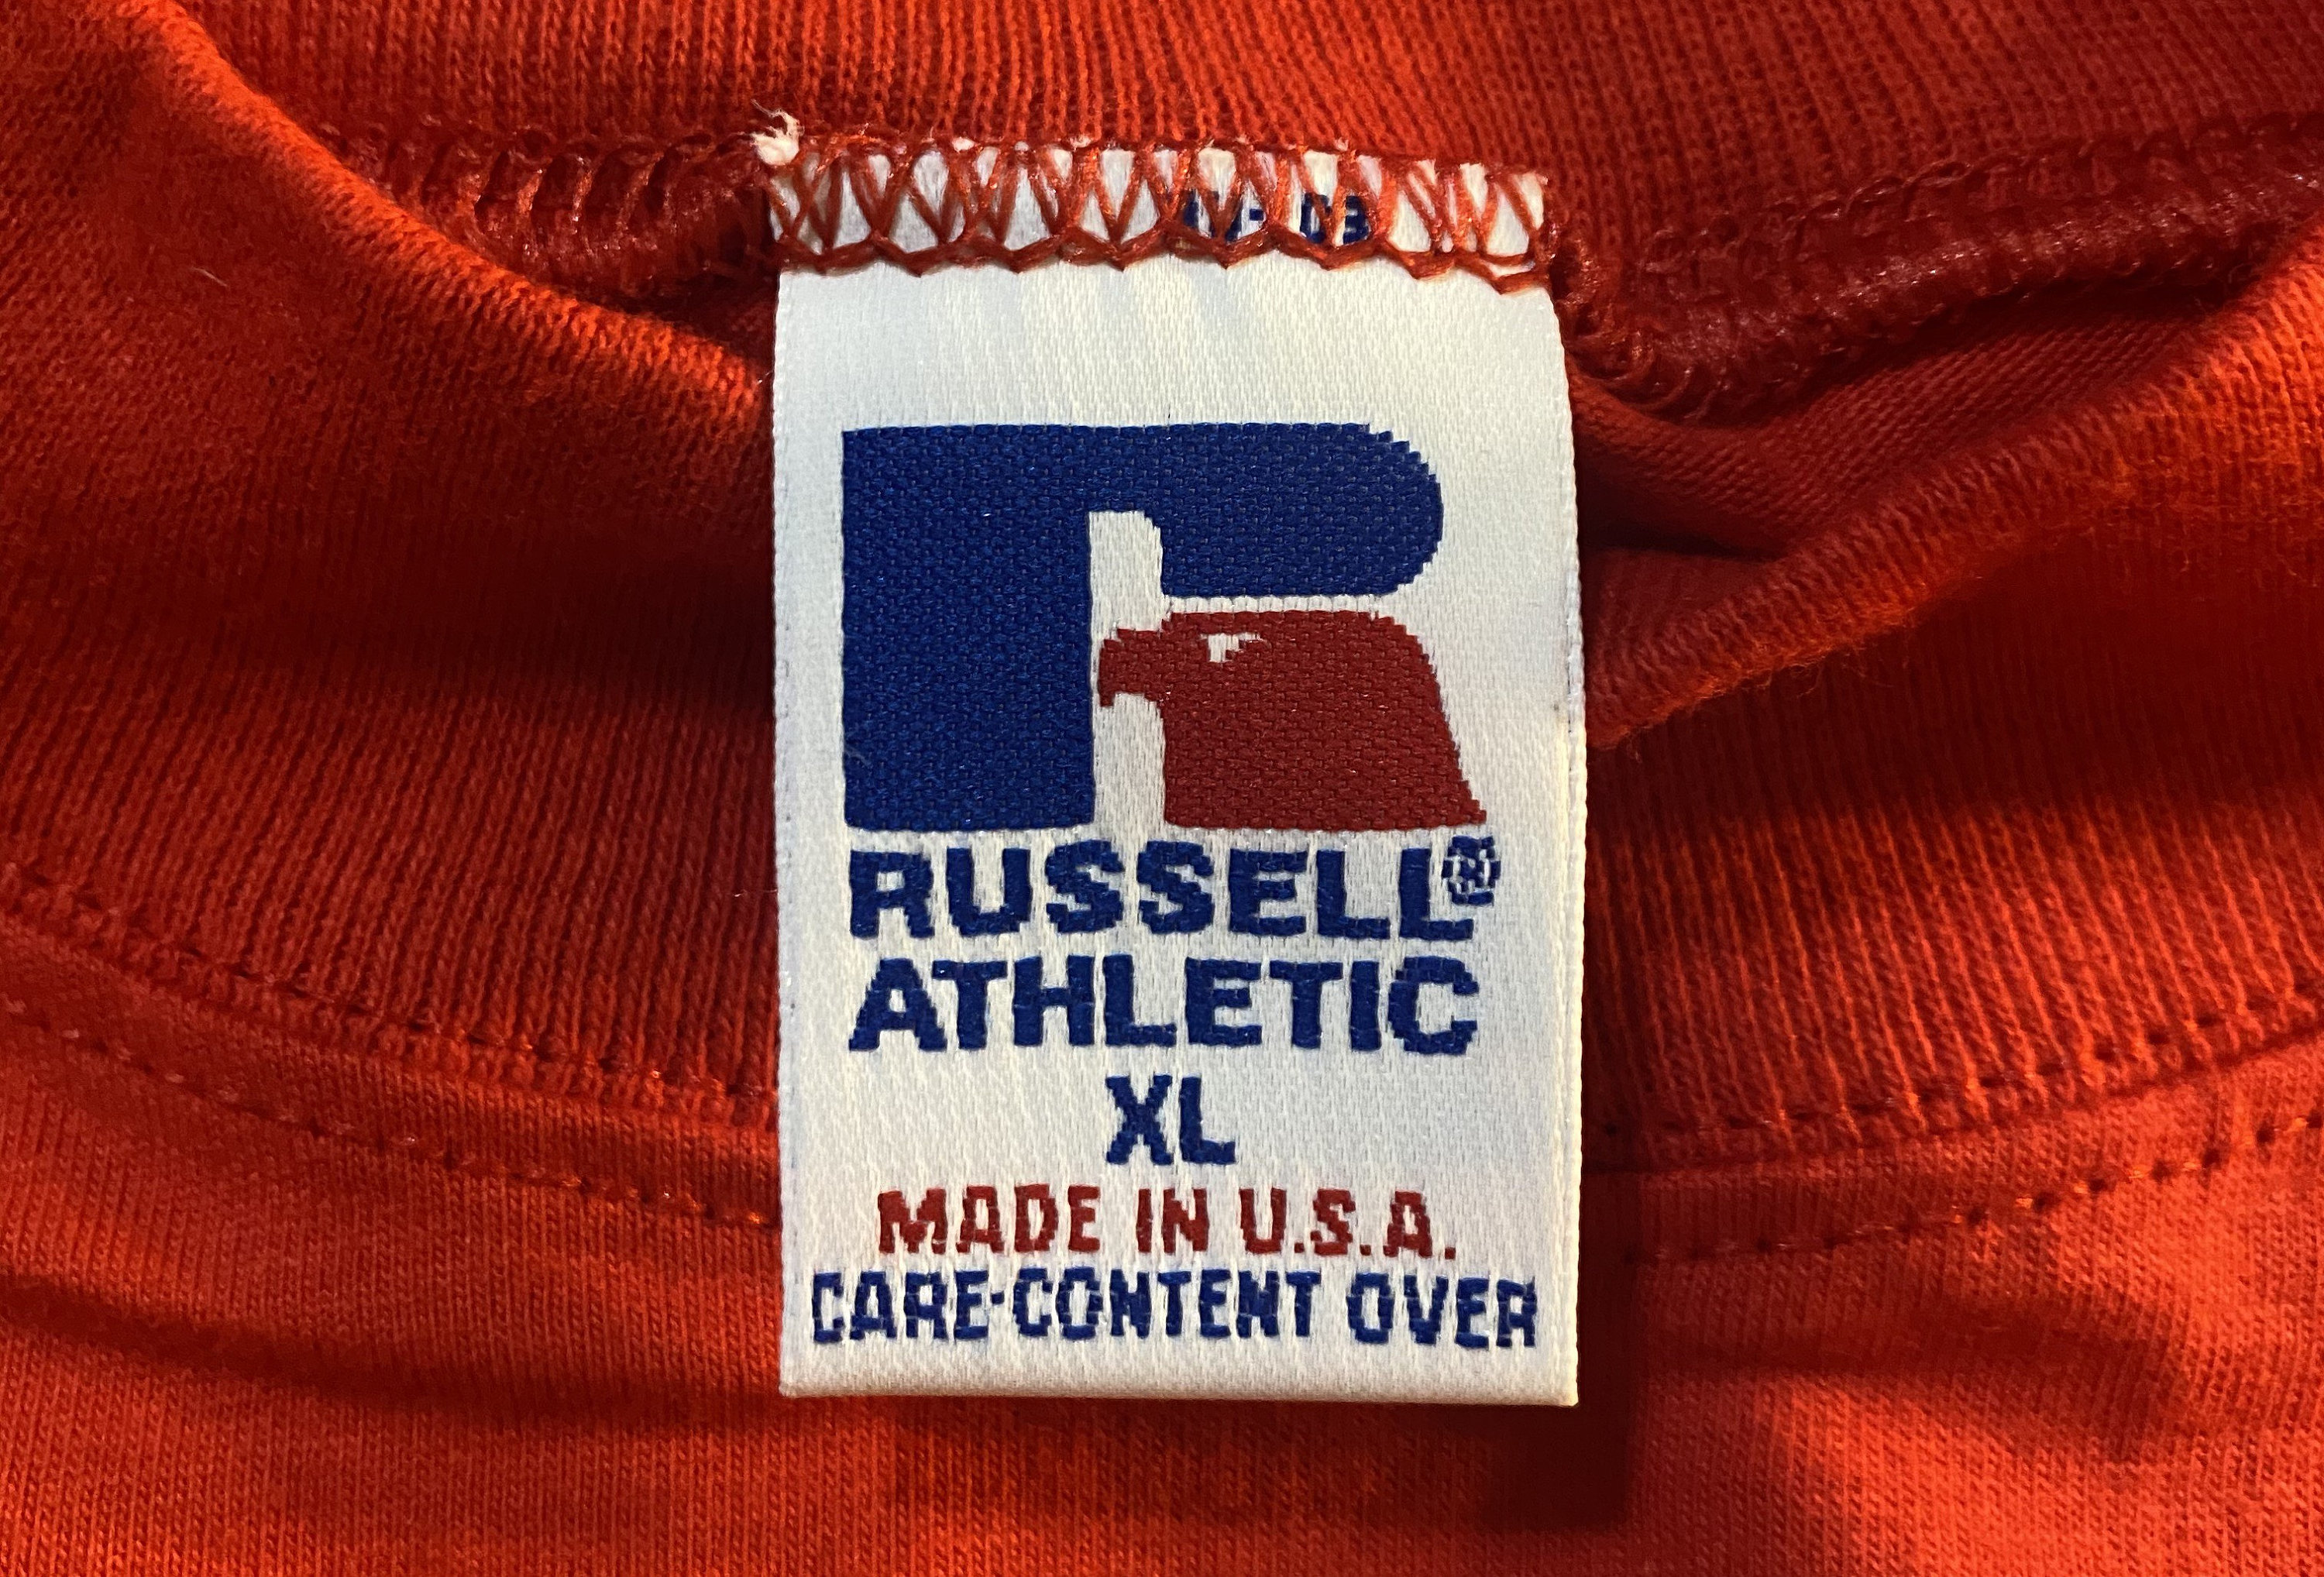 RUSSELL®
ATHLETIC
XL
MADE IN U.S.A.
CARE·CONTENT OVER